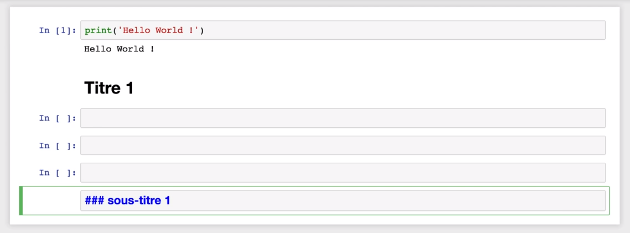 In [1]: print('Hello World !')
Hello World !
Titre 1
In [ ]:
In [ ]:
In [ ]:
### sous-titre 1